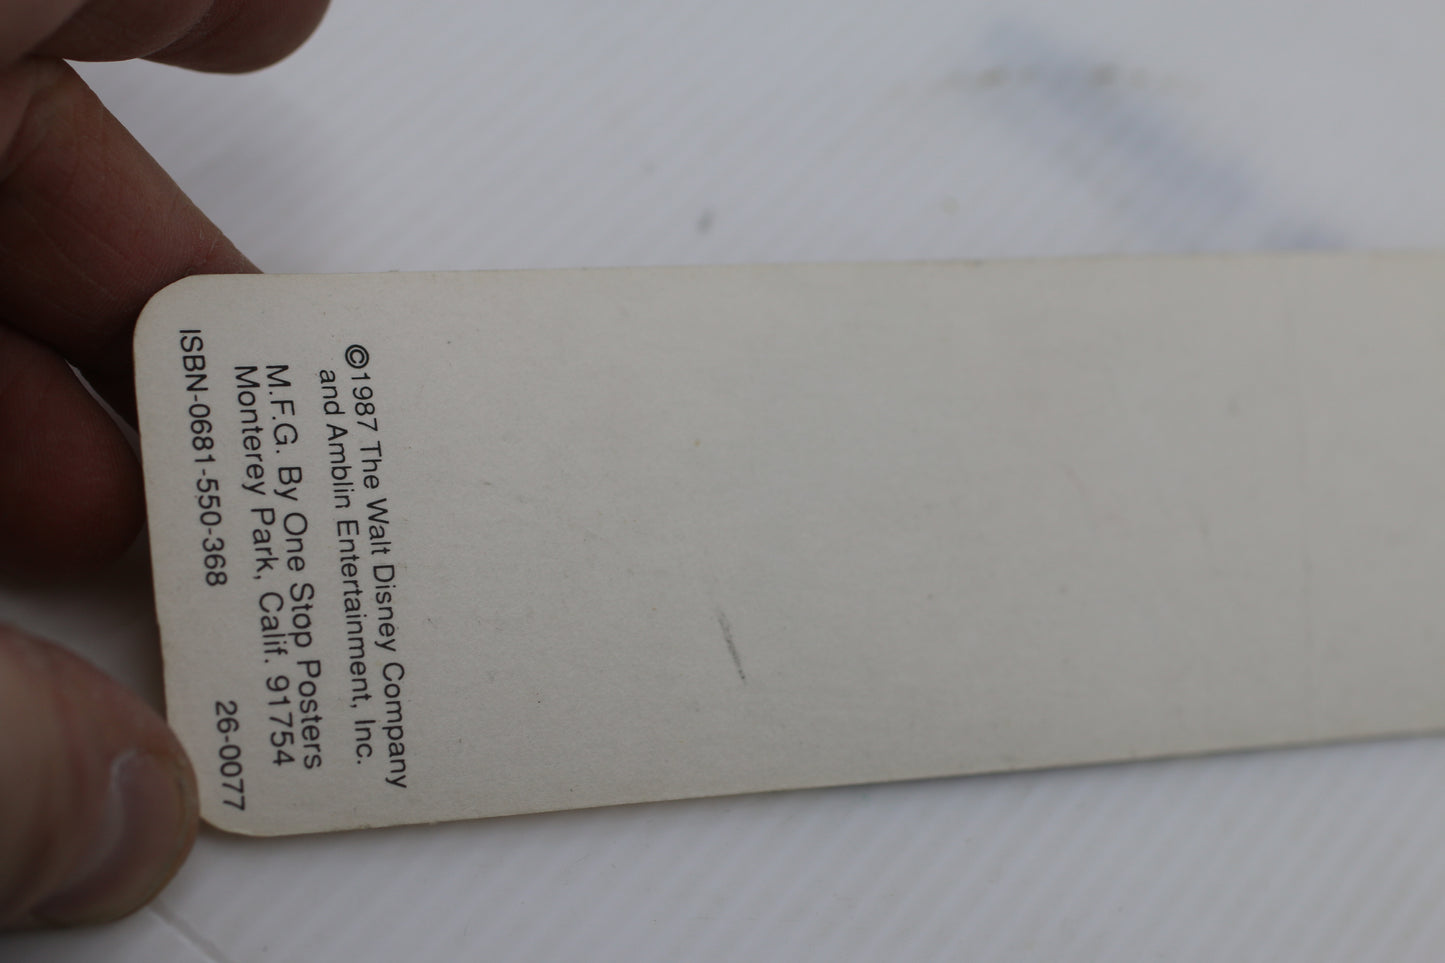 ©1987 The Walt Disney Company
and Amblin Entertainment, Inc.
M.F.G. By One Stop Posters
Monterey Park, Calif. 91754
ISBN-0681-550-368 26-0077